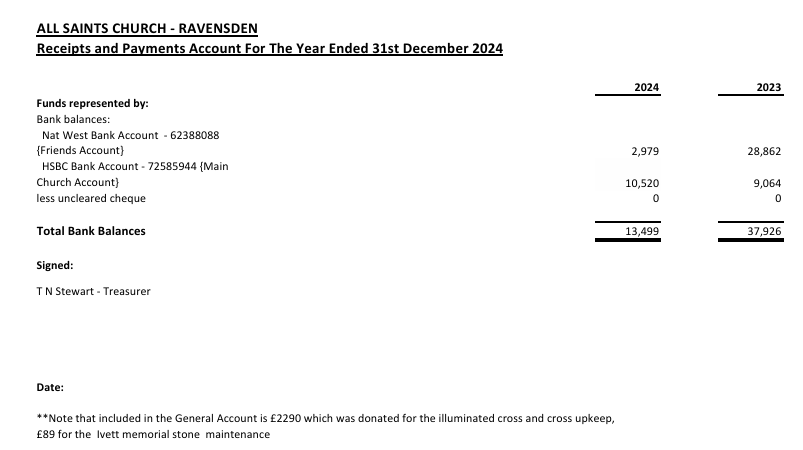 ALL SAINTS CHURCH - RAVENSDEN
Receipts and Payments Account For The Year Ended 31st December 2024
2024 2023
Funds represented by:
Bank balances:
Nat West Bank Account - 62388088
{Friends Account} 2,979 28,862
HSBC Bank Account - 72585944 {Main
Church Account} 10,520 9,064
less uncleared cheque 0 0
Total Bank Balances 13,499 37,926
Signed:
T N Stewart - Treasurer
Date:
**Note that included in the General Account is £2290 which was donated for the illuminated cross and cross upkeep,
£89 for the Ivett memorial stone maintenance